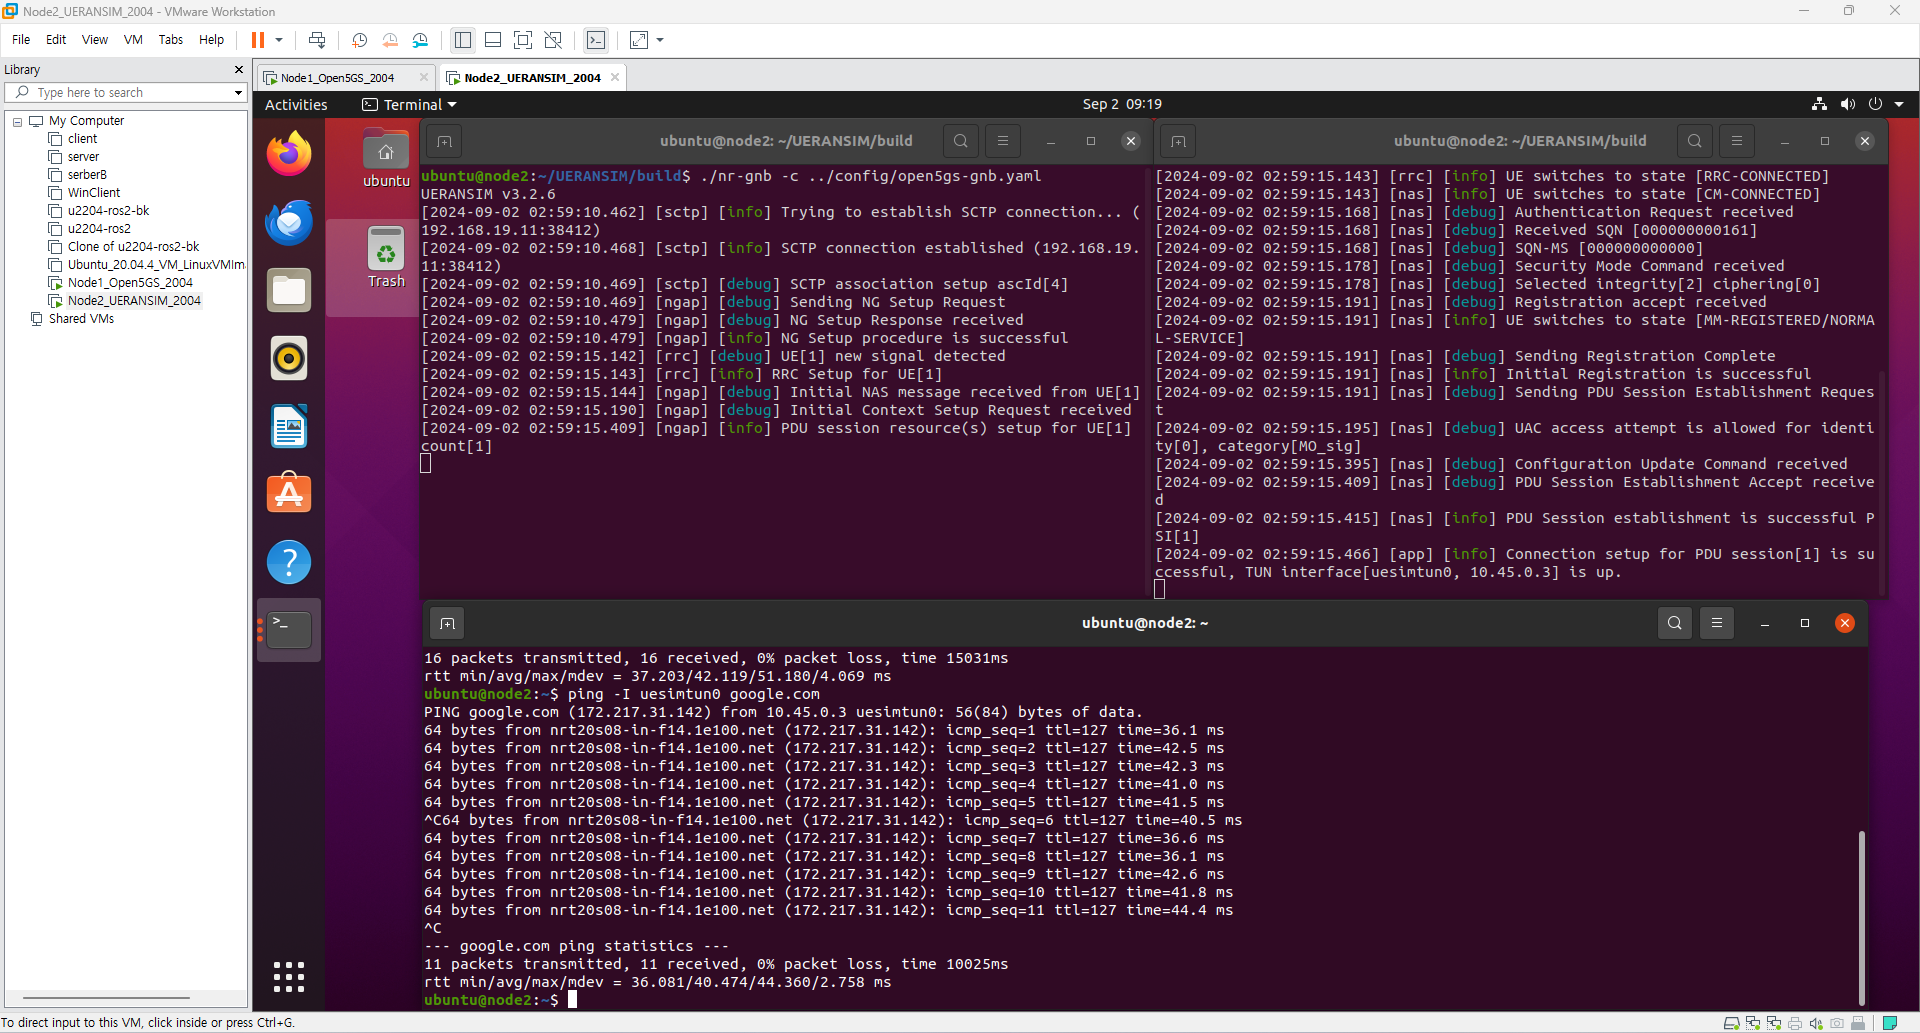 Node2_UERANSIM_2004 - VMware Workstation
File Edit View VM Tabs Help
Library
Type here to search
My Computer
client
server
serberB
WinClient
u2204-ros2-bk
u2204-ros2
Clone of u2204-ros2-bk
Ubuntu_20.04.4_VM_LinuxVMIm
Node1_Open5GS_2004
Node2_UERANSIM_2004
Shared VMs
Node1_Open5GS_2004
Node2_UERANSIM_2004
Activities
Terminal
Sep 2 09:19
ubuntu
Trash
ubuntu@node2: ~/UERANSIM/build
ubuntu@node2:~/UERANSIM/build$ ./nr-gnb -c ../config/open5gs-gnb.yaml
UERANSIM v3.2.6
[2024-09-02 02:59:10.462] [sctp] [info] Trying to establish SCTP connection... (
192.168.19.11:38412)
[2024-09-02 02:59:10.468] [sctp] [info] SCTP connection established (192.168.19.
11:38412)
[2024-09-02 02:59:10.469] [sctp] [debug] SCTP association setup ascId[4]
[2024-09-02 02:59:10.469] [ngap] [debug] Sending NG Setup Request
[2024-09-02 02:59:10.479] [ngap] [debug] NG Setup Response received
[2024-09-02 02:59:10.479] [ngap] [info] NG Setup procedure is successful
[2024-09-02 02:59:15.142] [rrc] [debug] UE[1] new signal detected
[2024-09-02 02:59:15.143] [rrc] [info] RRC Setup for UE[1]
[2024-09-02 02:59:15.144] [ngap] [debug] Initial NAS message received from UE[1]
[2024-09-02 02:59:15.190] [ngap] [debug] Initial Context Setup Request received
[2024-09-02 02:59:15.409] [ngap] [info] PDU session resource(s) setup for UE[1]
count[1]
ubuntu@node2: ~/UERANSIM/build
[2024-09-02 02:59:15.143] [rrc] [info] UE switches to state [RRC-CONNECTED]
[2024-09-02 02:59:15.143] [nas] [info] UE switches to state [CM-CONNECTED]
[2024-09-02 02:59:15.168] [nas] [debug] Authentication Request received
[2024-09-02 02:59:15.168] [nas] [debug] Received SQN [000000000161]
[2024-09-02 02:59:15.168] [nas] [debug] SQN-MS [000000000000]
[2024-09-02 02:59:15.178] [nas] [debug] Security Mode Command received
[2024-09-02 02:59:15.178] [nas] [debug] Selected integrity[2] ciphering[0]
[2024-09-02 02:59:15.191] [nas] [debug] Registration accept received
[2024-09-02 02:59:15.191] [nas] [info] UE switches to state [MM-REGISTERED/NORMA
L-SERVICE]
[2024-09-02 02:59:15.191] [nas] [debug] Sending Registration Complete
[2024-09-02 02:59:15.191] [nas] [info] Initial Registration is successful
[2024-09-02 02:59:15.191] [nas] [debug] Sending PDU Session Establishment Reques
t
[2024-09-02 02:59:15.195] [nas] [debug] UAC access attempt is allowed for identi
ty[0], category[MO_sig]
[2024-09-02 02:59:15.395] [nas] [debug] Configuration Update Command received
[2024-09-02 02:59:15.409] [nas] [debug] PDU Session Establishment Accept receive
d
[2024-09-02 02:59:15.415] [nas] [info] PDU Session establishment is successful P
SI[1]
[2024-09-02 02:59:15.466] [app] [info] Connection setup for PDU session[1] is su
ccessful, TUN interface[uesimtun0, 10.45.0.3] is up.
ubuntu@node2: ~
16 packets transmitted, 16 received, 0% packet loss, time 15031ms
rtt min/avg/max/mdev = 37.203/42.119/51.180/4.069 ms
ubuntu@node2:~$ ping -I uesimtun0 google.com
PING google.com (172.217.31.142) from 10.45.0.3 uesimtun0: 56(84) bytes of data.
64 bytes from nrt20s08-in-f14.1e100.net (172.217.31.142): icmp_seq=1 ttl=127 time=36.1 ms
64 bytes from nrt20s08-in-f14.1e100.net (172.217.31.142): icmp_seq=2 ttl=127 time=42.5 ms
64 bytes from nrt20s08-in-f14.1e100.net (172.217.31.142): icmp_seq=3 ttl=127 time=42.3 ms
64 bytes from nrt20s08-in-f14.1e100.net (172.217.31.142): icmp_seq=4 ttl=127 time=41.0 ms
64 bytes from nrt20s08-in-f14.1e100.net (172.217.31.142): icmp_seq=5 ttl=127 time=41.5 ms
^C64 bytes from nrt20s08-in-f14.1e100.net (172.217.31.142): icmp_seq=6 ttl=127 time=40.5 ms
64 bytes from nrt20s08-in-f14.1e100.net (172.217.31.142): icmp_seq=7 ttl=127 time=36.6 ms
64 bytes from nrt20s08-in-f14.1e100.net (172.217.31.142): icmp_seq=8 ttl=127 time=36.1 ms
64 bytes from nrt20s08-in-f14.1e100.net (172.217.31.142): icmp_seq=9 ttl=127 time=42.6 ms
64 bytes from nrt20s08-in-f14.1e100.net (172.217.31.142): icmp_seq=10 ttl=127 time=41.8 ms
64 bytes from nrt20s08-in-f14.1e100.net (172.217.31.142): icmp_seq=11 ttl=127 time=44.4 ms
^C
--- google.com ping statistics ---
11 packets transmitted, 11 received, 0% packet loss, time 10025ms
rtt min/avg/max/mdev = 36.081/40.474/44.360/2.758 ms
ubuntu@node2:~$
To direct input to this VM, click inside or press Ctrl+G.